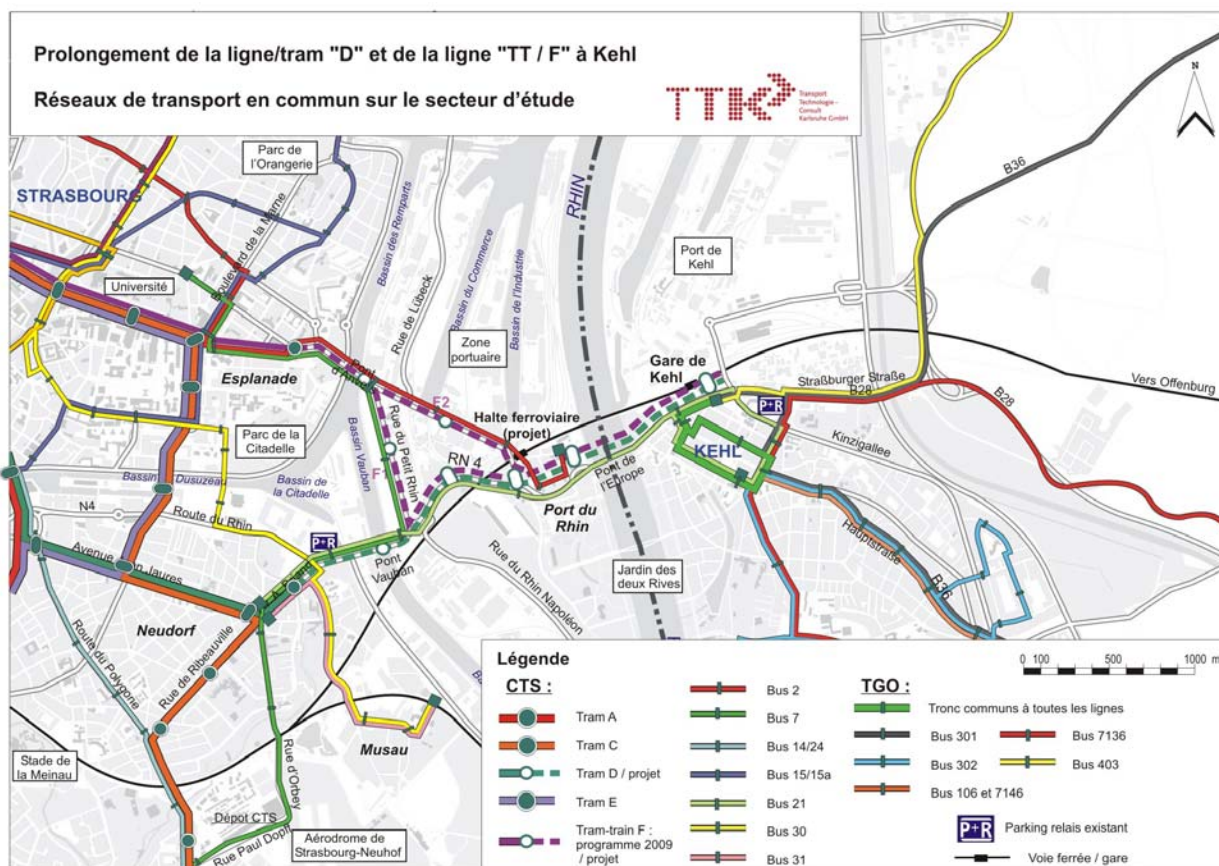 Prolongement de la ligne/tram "D" et de la ligne "TT / F" à Kehl
Réseaux de transport en commun sur le secteur d'étude
TTK
Transport
Technologie -
Consult
Karlsruhe GmbH
N
Parc de
l'Orangerie
STRASBOURG
Boulevard de la Marne
Bassin des Remparts
Rue de Lübeck
Bassin du Commerce
Bassin de l'Industrie
RHIN
Port de
Kehl
B36
Université
Zone
portuaire
Esplanade
Pont
d'Anvers
Gare de
Kehl
Straßburger Straße
B28
Vers Offenburg
B28
F2
Halte ferroviaire
(projet)
P+R
Parc de la
Citadelle
Rue du Petit Rhin
Bassin Vauban
F1
RN 4
KEHL
Kinzigallee
Pont de
l'Europe
Bassin Dusuzeau
Bassin de
la Citadelle
N4
Route du Rhin
Port du
Rhin
P+R
Hauptstraße
Pont
Vauban
Avenue Jean Jaures
Rue du Rhin Napoléon
Jardin des
deux Rives
B36
Neudorf
Route du Polygone
Rue de Ribeauville
Musau
Stade de
la Meinau
Rue d'Orbey
Dépot CTS
Rue Paul Dopff
Aérodrome de
Strasbourg-Neuhof
Légende
0 100 500 1000 m
CTS :
Tram A
Tram C
Tram D / projet
Tram E
Tram-train F :
programme 2009
/ projet
Bus 2
Bus 7
Bus 14/24
Bus 15/15a
Bus 21
Bus 30
Bus 31
TGO :
Tronc communs à toutes les lignes
Bus 301
Bus 7136
Bus 302
Bus 403
Bus 106 et 7146
P+R
Parking relais existant
Voie ferrée / gare